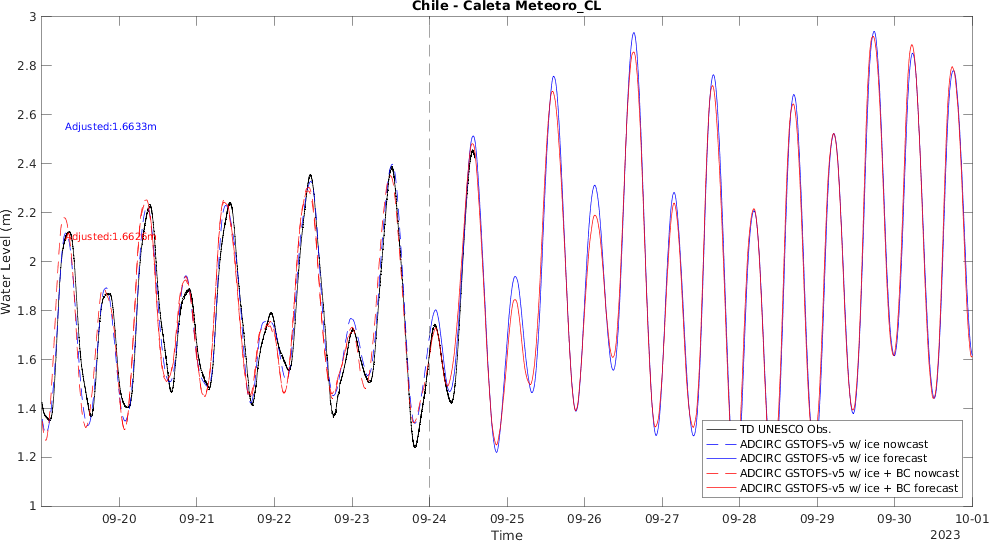 Chile - Caleta Meteoro_CL
3
2.8
2.6
2.4
2.2
2
1.8
1.6
1.4
1.2
1
Water Level (m)
Adjusted:1.6633m
Adjusted:1.6626m
TD UNESCO Obs.
ADCIRC GSTOFS-v5 w/ ice nowcast
ADCIRC GSTOFS-v5 w/ ice forecast
ADCIRC GSTOFS-v5 w/ ice + BC nowcast
ADCIRC GSTOFS-v5 w/ ice + BC forecast
09-20 09-21 09-22 09-23 09-24 09-25 09-26 09-27 09-28 09-29 09-30 10-01
Time
2023